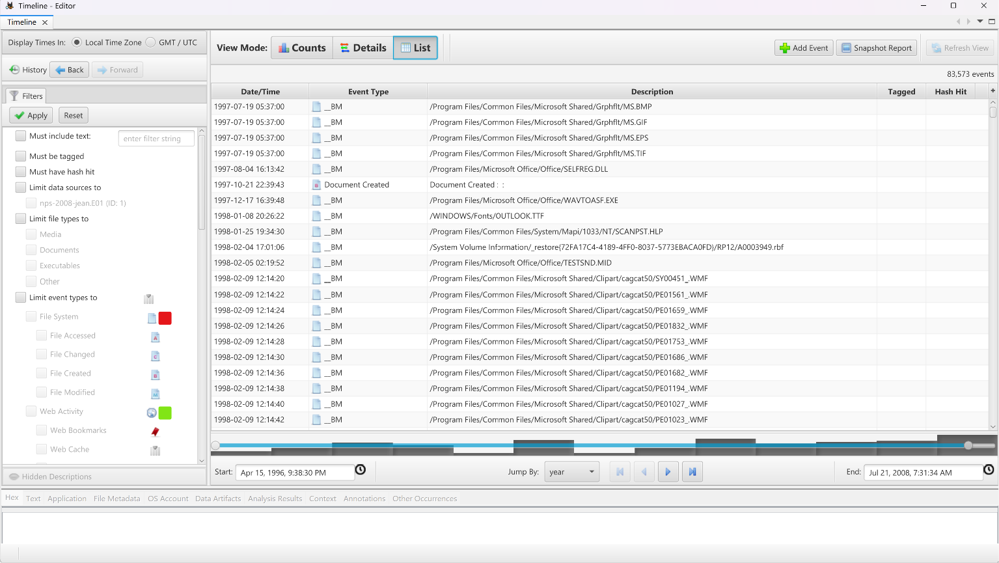 Timeline - Editor
Timeline
Display Times In: Local Time Zone GMT / UTC
View Mode: Counts Details List
Add Event Snapshot Report Refresh View
History Back Forward
83,573 events
Filters
Apply Reset
Must include text: enter filter string
Must be tagged
Must have hash hit
Limit data sources to
nps-2008-jean.E01 (ID: 1)
Limit file types to
Media
Documents
Executables
Other
Limit event types to
File System
File Accessed
A
File Changed
C
File Created
B
File Modified
M
Web Activity
Web Bookmarks
Web Cache
Hidden Descriptions
Date/Time Event Type Description Tagged Hash Hit +
1997-07-19 05:37:00 __BM /Program Files/Common Files/Microsoft Shared/Grphflt/MS.BMP
1997-07-19 05:37:00 __BM /Program Files/Common Files/Microsoft Shared/Grphflt/MS.GIF
1997-07-19 05:37:00 __BM /Program Files/Common Files/Microsoft Shared/Grphflt/MS.EPS
1997-07-19 05:37:00 __BM /Program Files/Common Files/Microsoft Shared/Grphflt/MS.TIF
1997-08-04 16:13:42 __BM /Program Files/Microsoft Office/Office/SELFREG.DLL
1997-10-21 22:39:43 B Document Created Document Created : :
1997-12-17 16:39:48 __BM /Program Files/Microsoft Office/Office/WAVTOASF.EXE
1998-01-08 20:26:22 __BM /WINDOWS/Fonts/OUTLOOK.TTF
1998-01-25 19:34:30 __BM /Program Files/Common Files/System/Mapi/1033/NT/SCANPST.HLP
1998-02-04 17:01:06 __BM /System Volume Information/_restore{72FA17C4-4189-4FF0-8037-5773EBACA0FD}/RP12/A0003949.rbf
1998-02-05 02:19:52 __BM /Program Files/Microsoft Office/Office/TESTSND.MID
1998-02-09 12:14:20 __BM /Program Files/Common Files/Microsoft Shared/Clipart/cagcat50/SY00451_.WMF
1998-02-09 12:14:22 __BM /Program Files/Common Files/Microsoft Shared/Clipart/cagcat50/PE01561_.WMF
1998-02-09 12:14:24 __BM /Program Files/Common Files/Microsoft Shared/Clipart/cagcat50/PE01659_.WMF
1998-02-09 12:14:26 __BM /Program Files/Common Files/Microsoft Shared/Clipart/cagcat50/PE01832_.WMF
1998-02-09 12:14:28 __BM /Program Files/Common Files/Microsoft Shared/Clipart/cagcat50/PE01753_.WMF
1998-02-09 12:14:30 __BM /Program Files/Common Files/Microsoft Shared/Clipart/cagcat50/PE01686_.WMF
1998-02-09 12:14:36 __BM /Program Files/Common Files/Microsoft Shared/Clipart/cagcat50/PE01682_.WMF
1998-02-09 12:14:38 __BM /Program Files/Common Files/Microsoft Shared/Clipart/cagcat50/PE01194_.WMF
1998-02-09 12:14:40 __BM /Program Files/Common Files/Microsoft Shared/Clipart/cagcat50/PE01027_.WMF
1998-02-09 12:14:42 __BM /Program Files/Common Files/Microsoft Shared/Clipart/cagcat50/PE01023_.WMF
Start: Apr 15, 1996, 9:38:30 PM Jump By: year End: Jul 21, 2008, 7:31:34 AM
Hex Text Application File Metadata OS Account Data Artifacts Analysis Results Context Annotations Other Occurrences